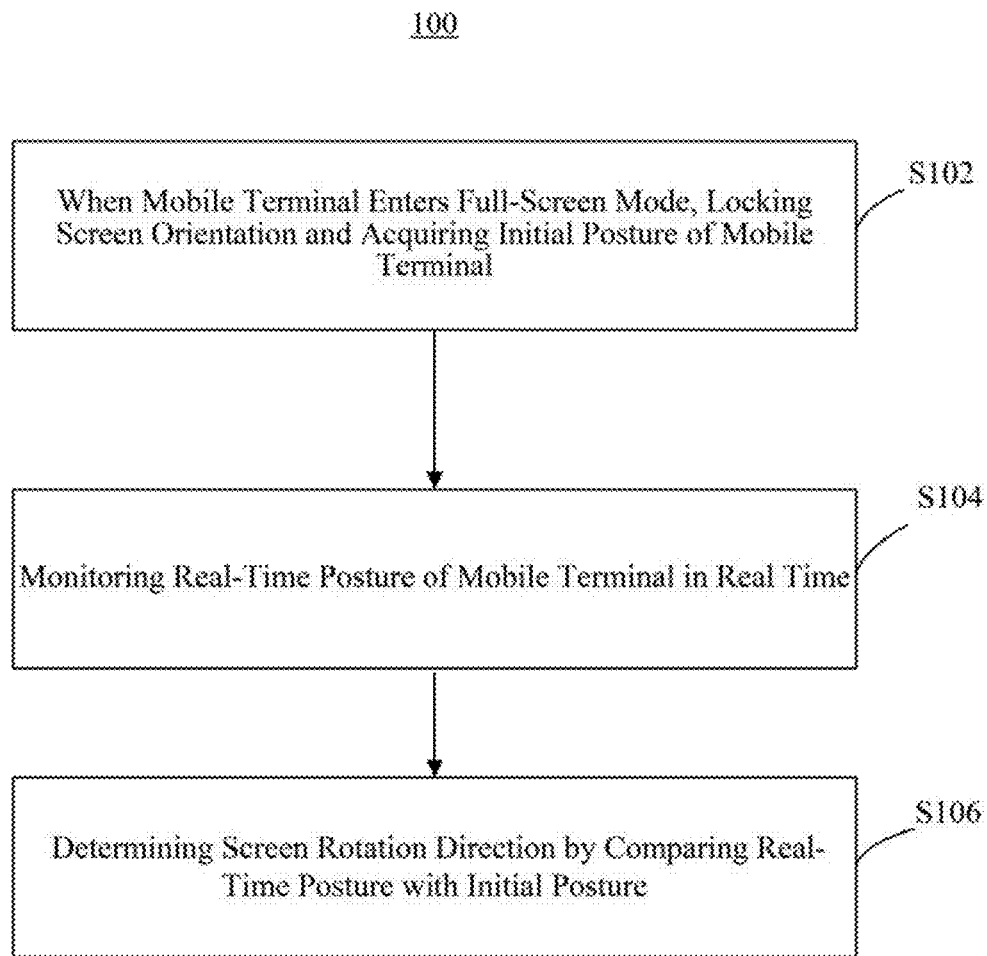 100
When Mobile Terminal Enters Full-Screen Mode, Locking
Screen Orientation and Acquiring Initial Posture of Mobile
Terminal
S102
Monitoring Real-Time Posture of Mobile Terminal in Real Time
S104
Determining Screen Rotation Direction by Comparing Real-
Time Posture with Initial Posture
S106